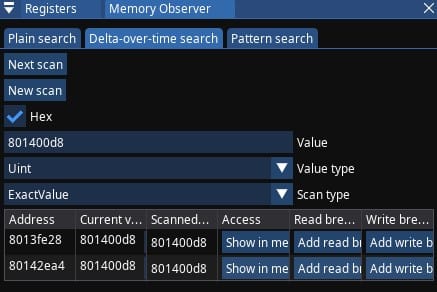 Registers Memory Observer
Plain search Delta-over-time search Pattern search
Next scan
New scan
Hex
801400d8 Value
Uint Value type
ExactValue Scan type
Address Current v... Scanned... Access Read bre... Write bre...
8013fe28 801400d8 801400d8 Show in me Add read b Add write b
80142ea4 801400d8 801400d8 Show in me Add read b Add write b